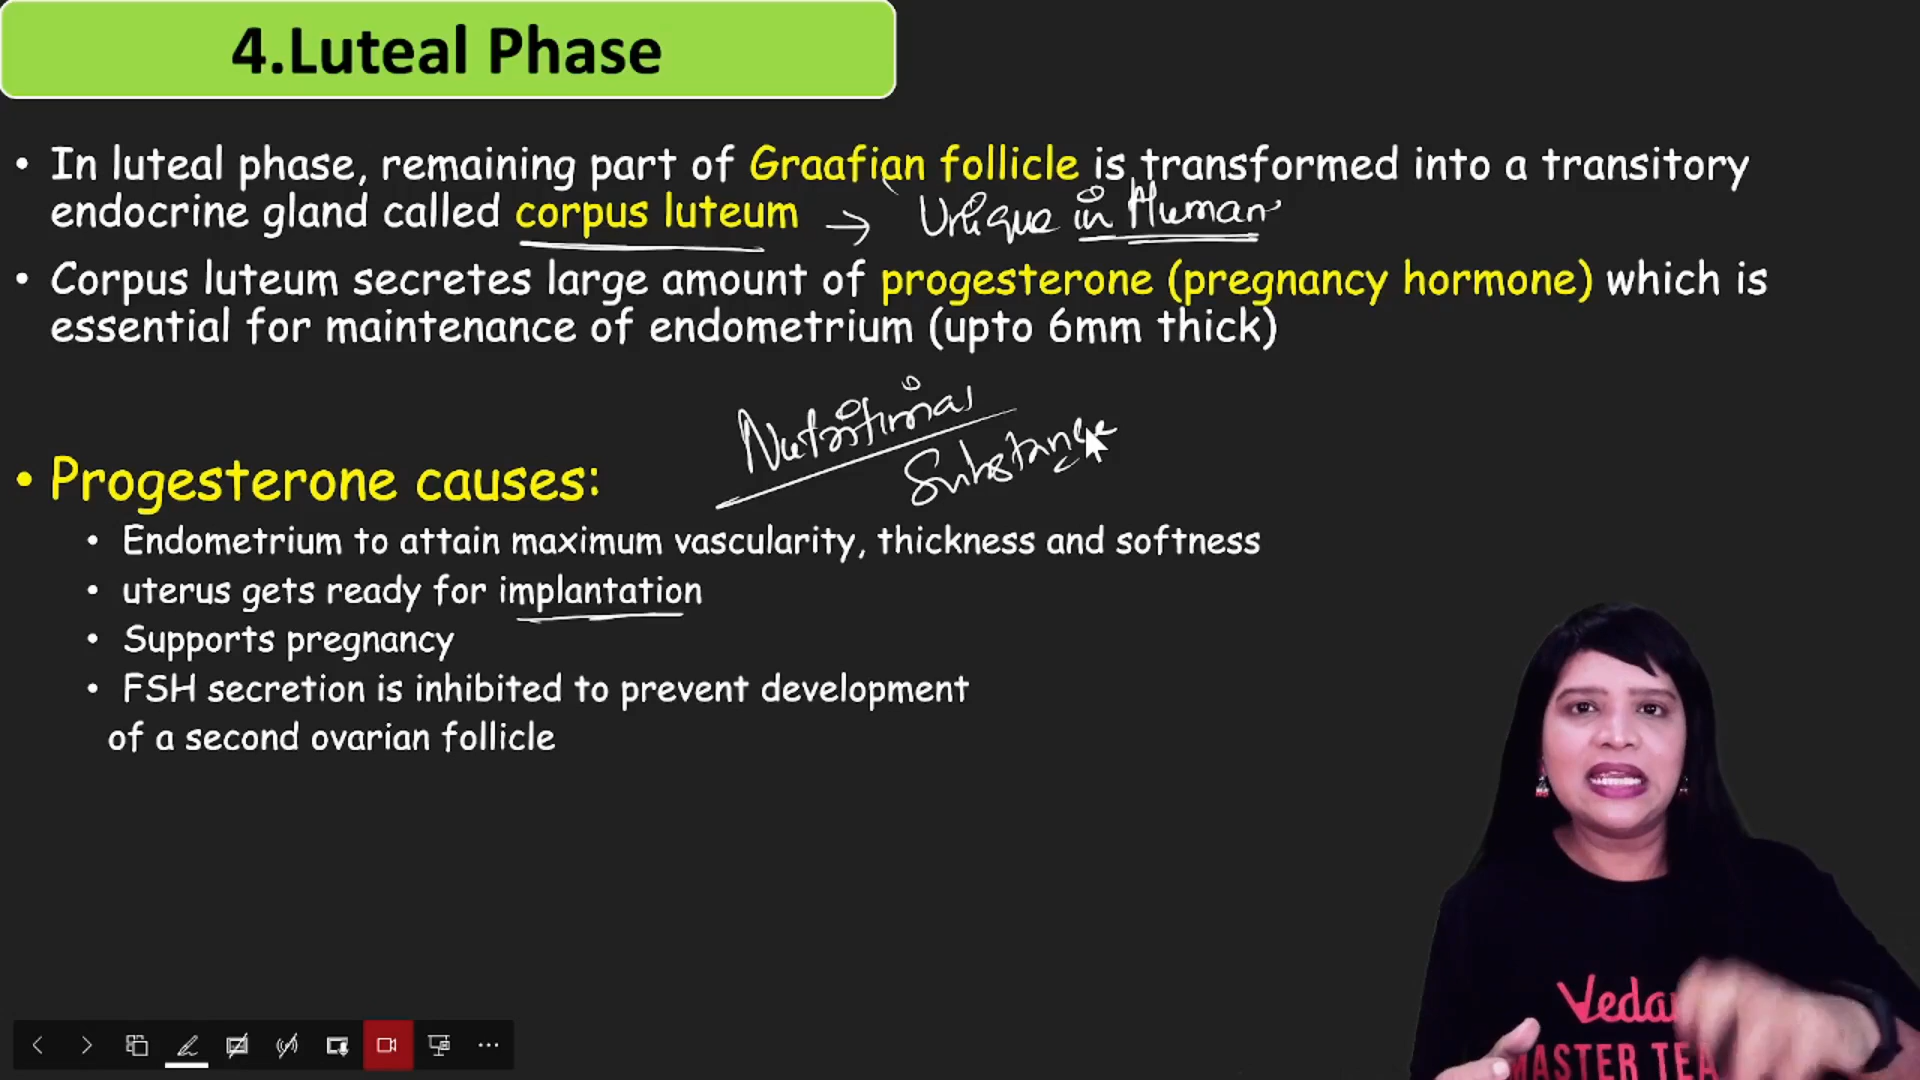 4.Luteal Phase
• In luteal phase, remaining part of Graafian follicle is transformed into a transitory
endocrine gland called corpus luteum → Unique in Human
• Corpus luteum secretes large amount of progesterone (pregnancy hormone) which is
essential for maintenance of endometrium (upto 6mm thick)
Nutritional
Substance
• Progesterone causes:
• Endometrium to attain maximum vascularity, thickness and softness
• uterus gets ready for implantation
• Supports pregnancy
• FSH secretion is inhibited to prevent development
of a second ovarian follicle
Vedan
MASTER TEA